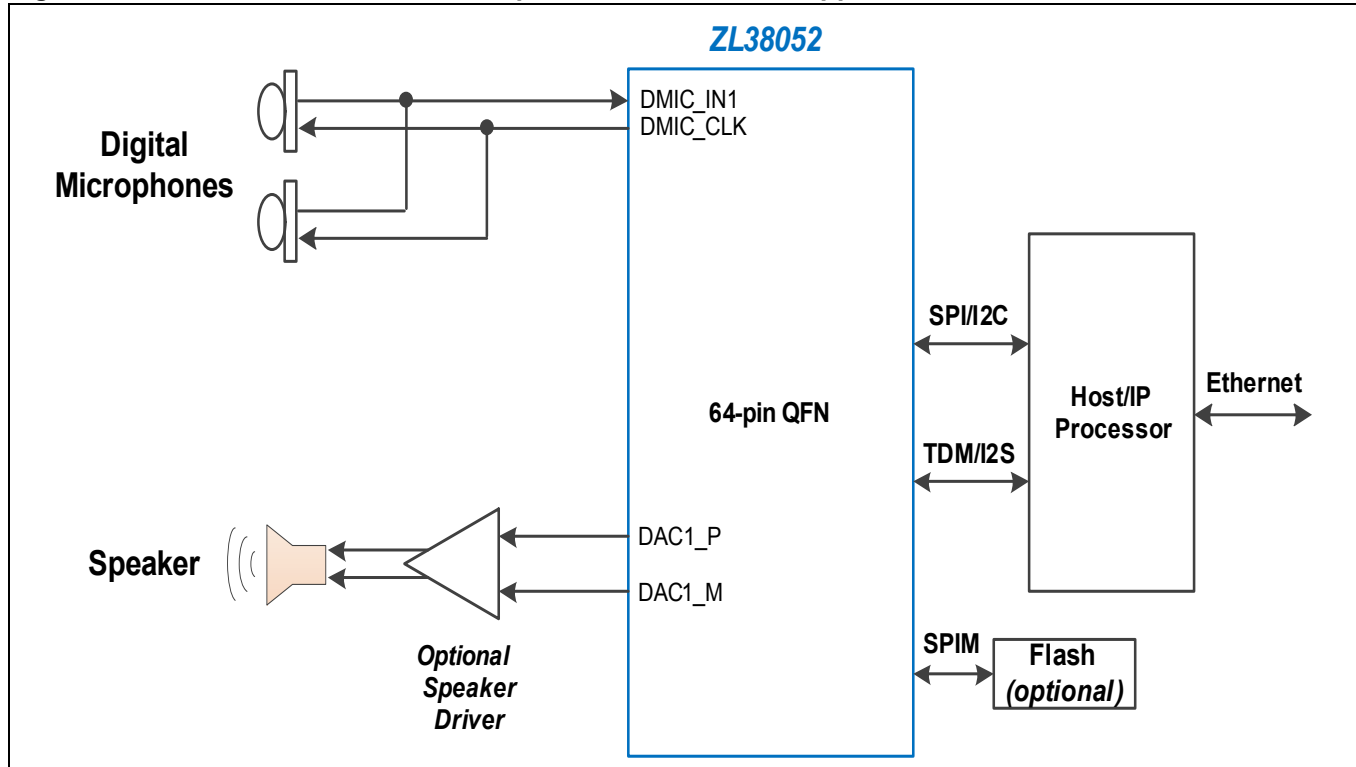 ZL38052
DMIC_IN1
DMIC_CLK
Digital
Microphones
SPI/I2C
Ethernet
Host/IP
Processor
64-pin QFN
TDM/I2S
DAC1_P
Speaker
DAC1_M
SPIM
Flash
(optional)
Optional
Speaker
Driver